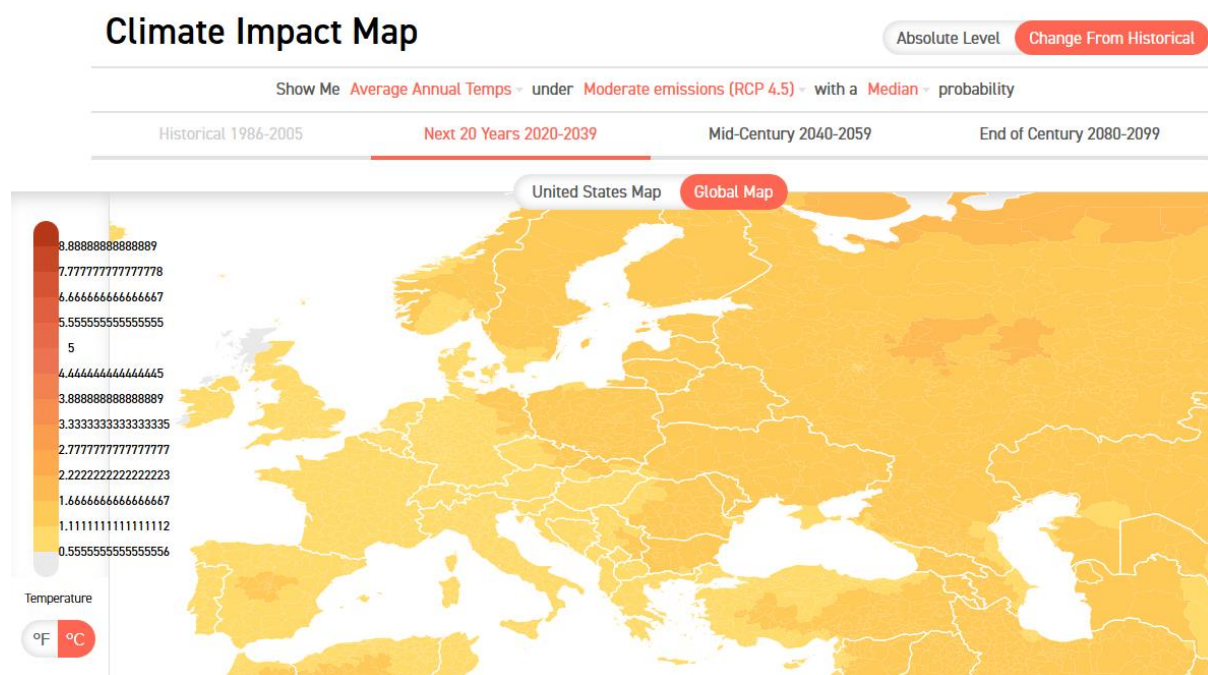 Climate Impact Map
Absolute Level Change From Historical
Show Me Average Annual Temps under Moderate emissions (RCP 4.5) with a Median probability
Historical 1986-2005 Next 20 Years 2020-2039 Mid-Century 2040-2059 End of Century 2080-2099
United States Map Global Map
8.88888888888889
7.777777777777778
6.666666666666667
5.555555555555555
5
4.444444444444445
3.888888888888889
3.3333333333333335
2.7777777777777777
2.2222222222222223
1.6666666666666667
1.1111111111111112
0.5555555555555556
Temperature
ºF ºC